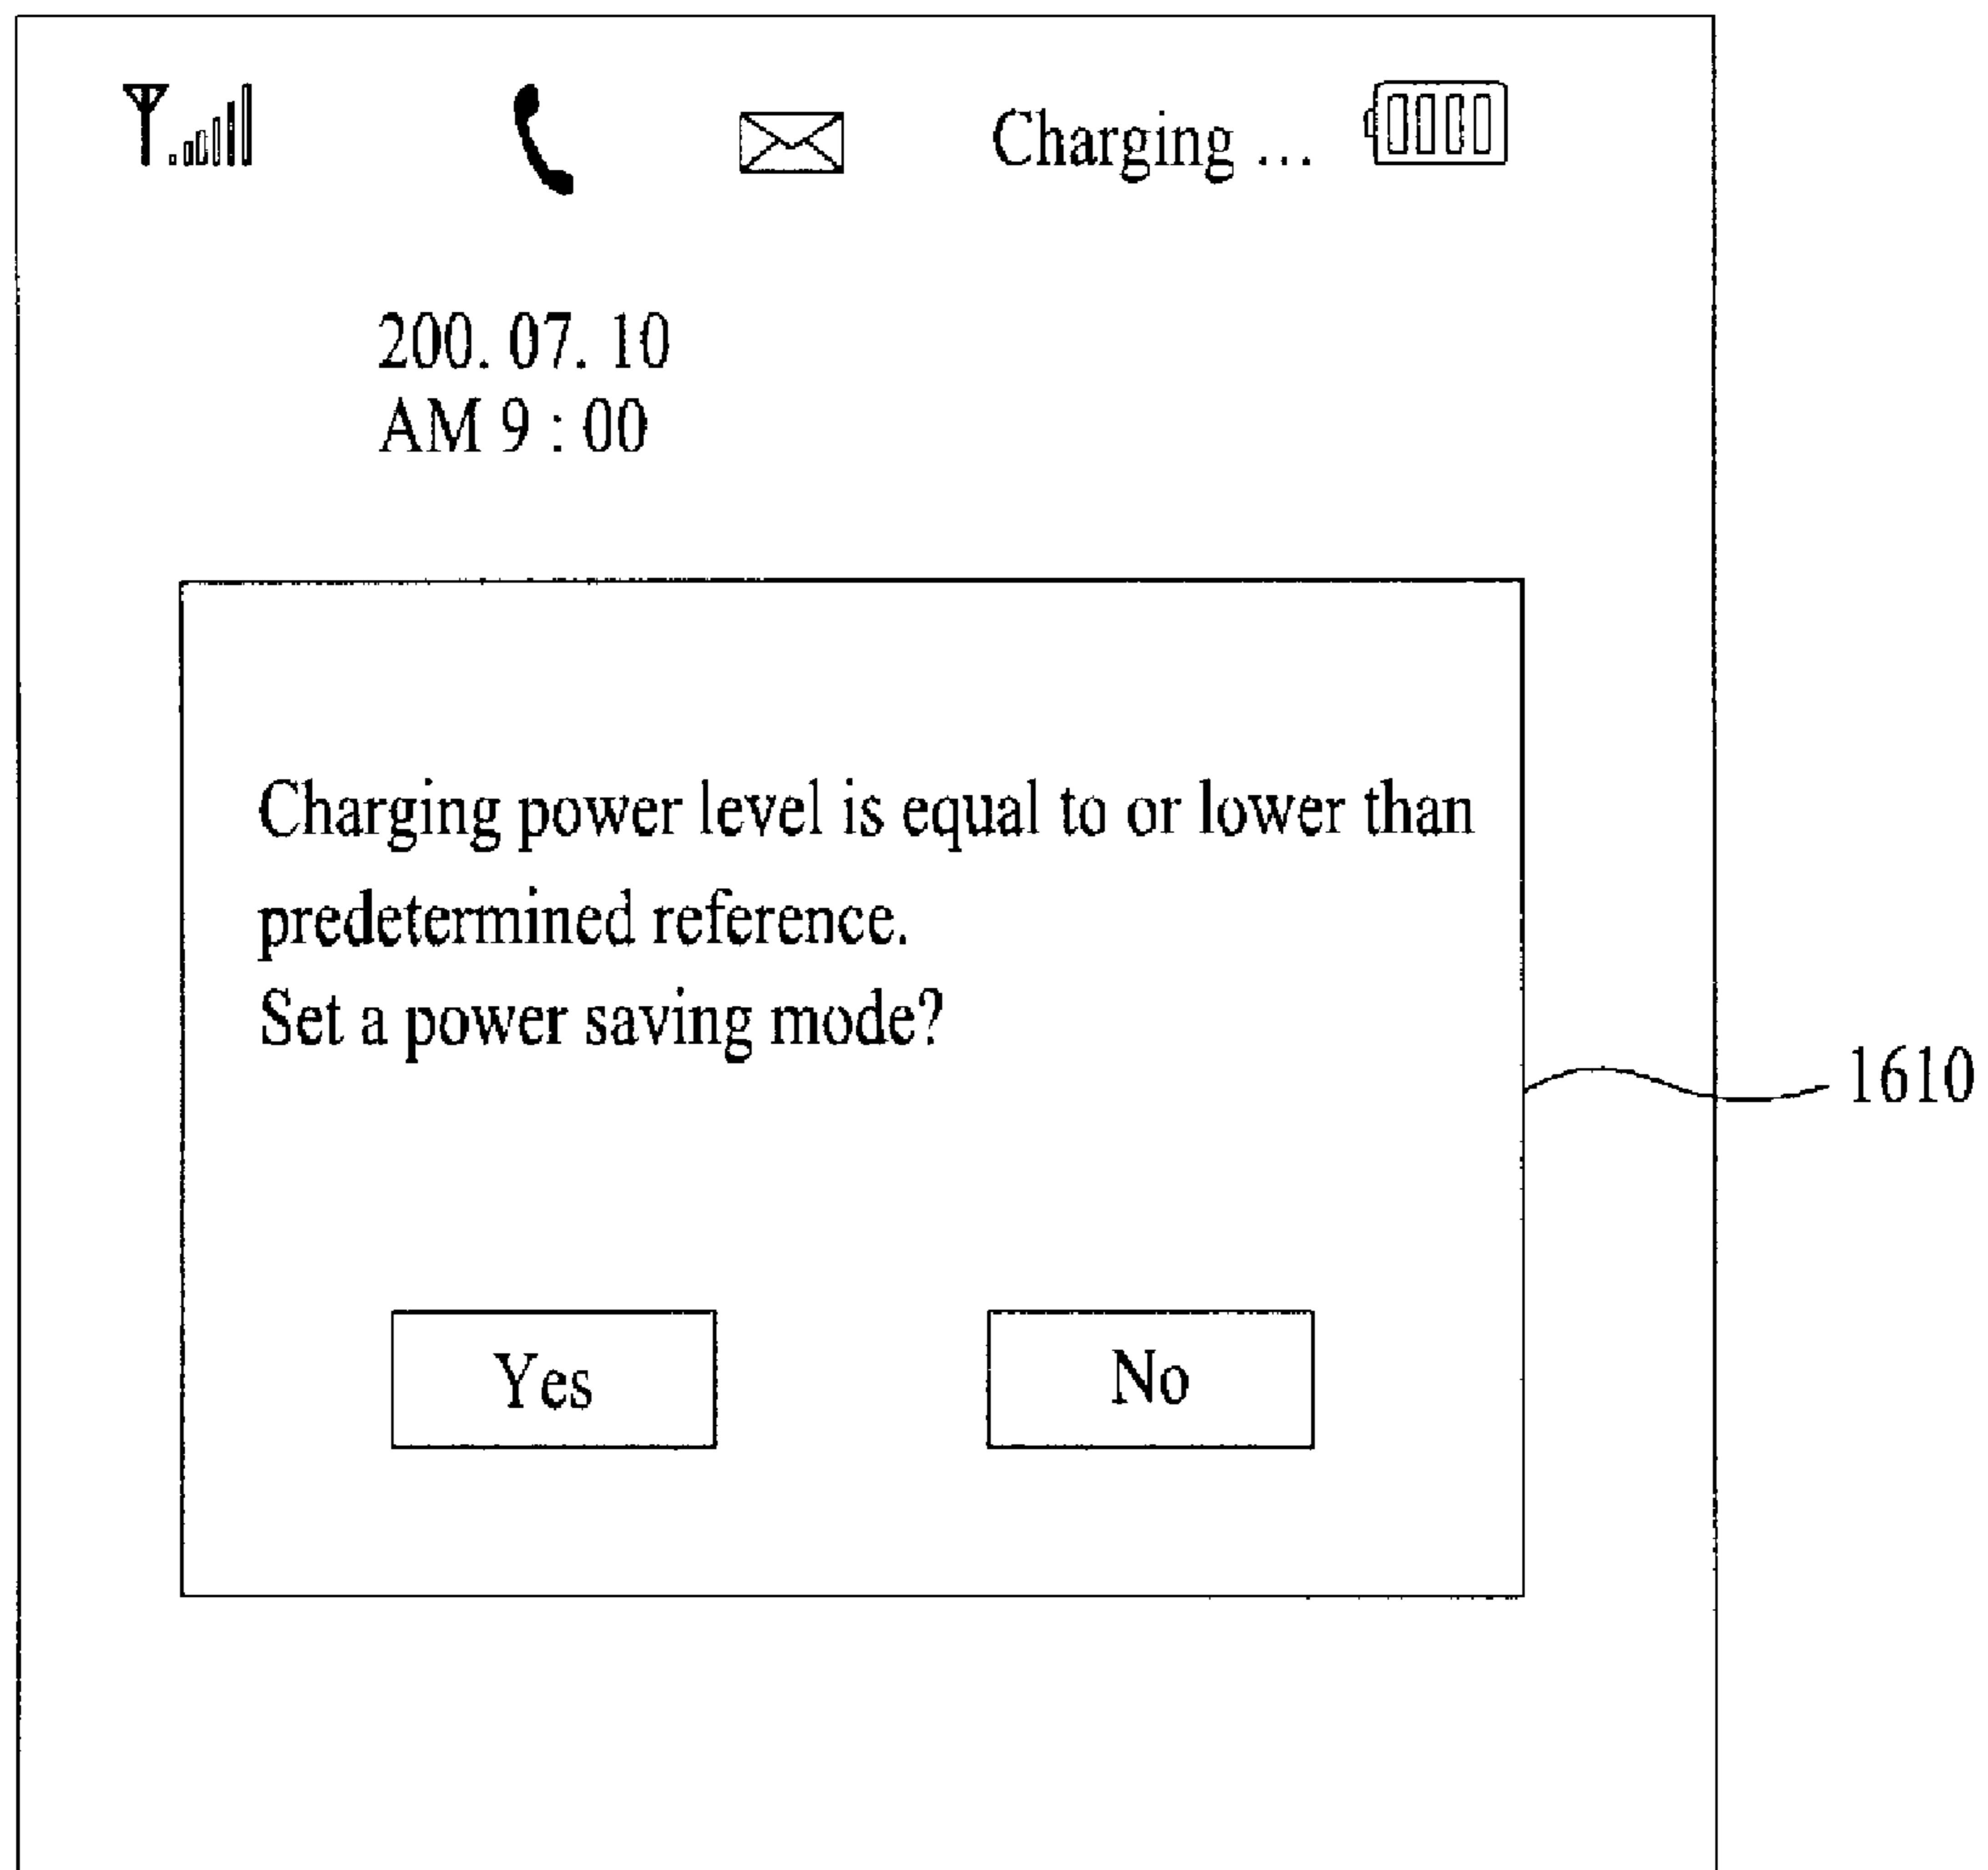 Charging ...
200. 07. 10
AM 9 : 00
Charging power level is equal to or lower than
predetermined reference.
Set a power saving mode?
1610
Yes No